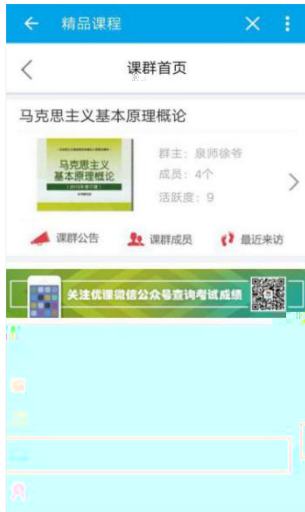 精品课程
课群首页
马克思主义基本原理概论
马克思主义
基本原理概论
群主：泉师徐爷
成员：4个
活跃度：9
课群公告
课群成员
最近来访
关注优课微信公众号查询考试成绩